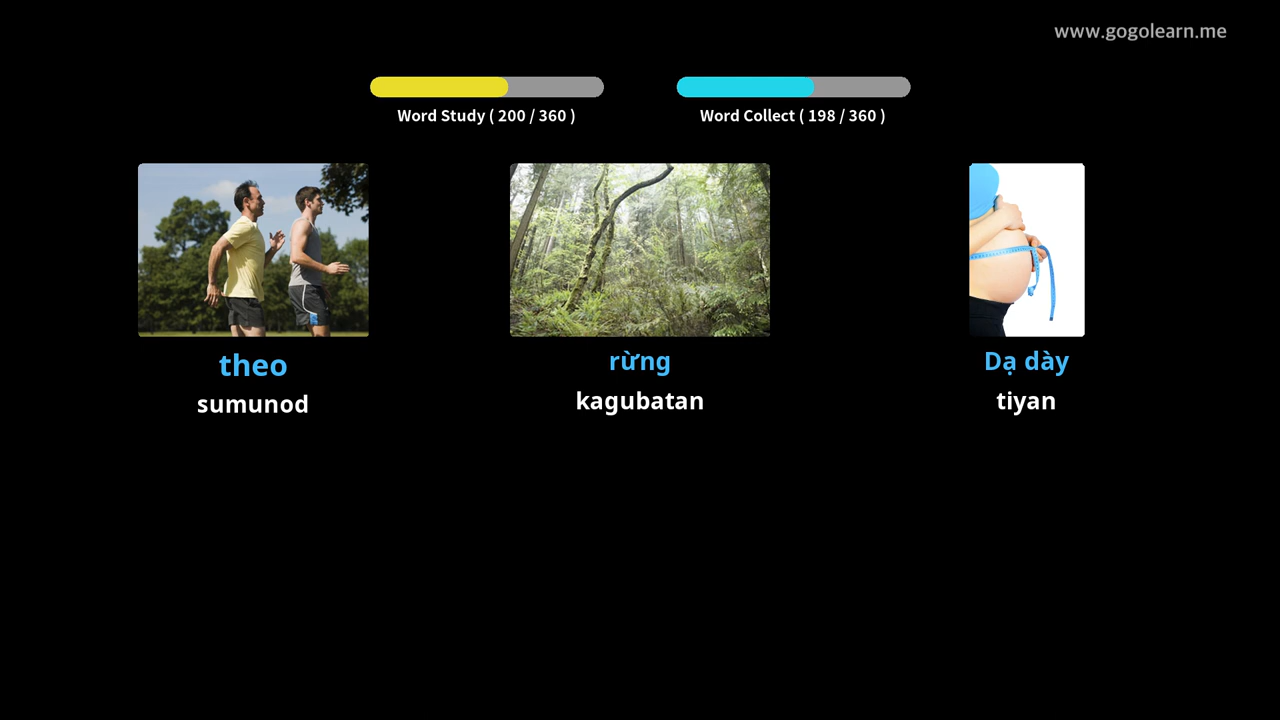 www.gogolearn.me
Word Study ( 200 / 360 )
Word Collect ( 198 / 360 )
theo
sumunod
rừng
kagubatan
Dạ dày
tiyan